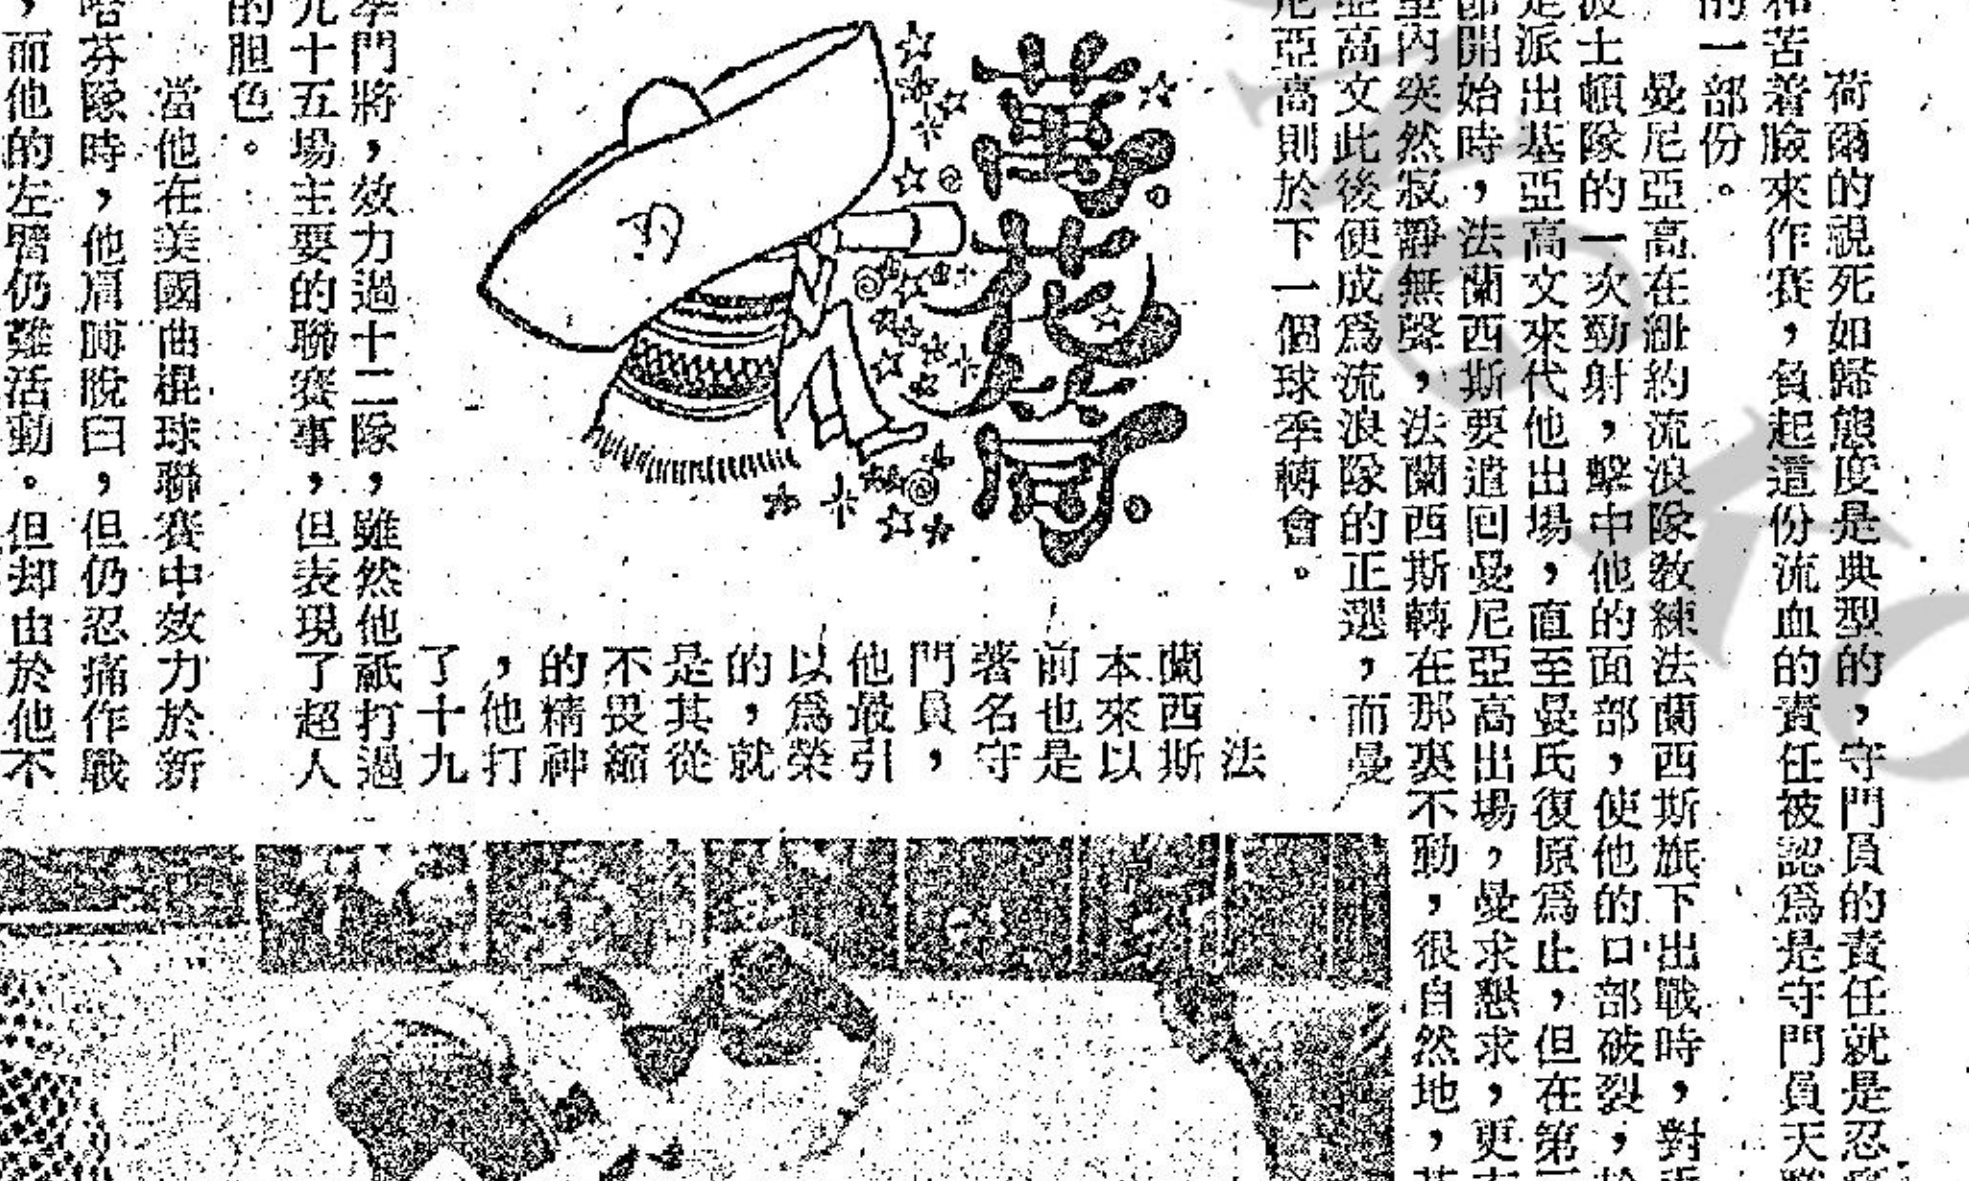 荷爾的視死如歸態度是典型的，守門員的責任就是忍
和苦着臉來作賽，負起這份流血的責任被認爲是守門員天
的一部份。
曼尼亞高在紐約流浪隊教練法蘭西斯旗下出戰時，對
波士頓隊的一次勁射，擊中他的面部，使他的口部破裂，於
是派出基亞高文來代他出場，直至曼氏復原爲止，但在第
節開始時，法蘭西斯要遣回曼尼亞高出場，曼求懇求，更
室內突然寂靜無聲，法蘭西斯轉在那裏不動，很自然地，
亞高文此後便成爲流浪隊的正選，而曼
尼亞高則於下一個球季轉會。
萬花筒
法
蘭西斯
本來以
前也是
著名守
門員，
他最引
以爲榮
的，就
是其從
不畏縮
的精神
，他打
了十九
季門將，效力過十二隊，雖然他祇打過
九十五場主要的聯賽事，但表現了超人
的胆色。
當他在美國曲棍球聯賽中效力於新
哈芬隊時，他肩膊脫臼，但仍忍痛作戰
，而他的左臂仍難活動。但却由於他不